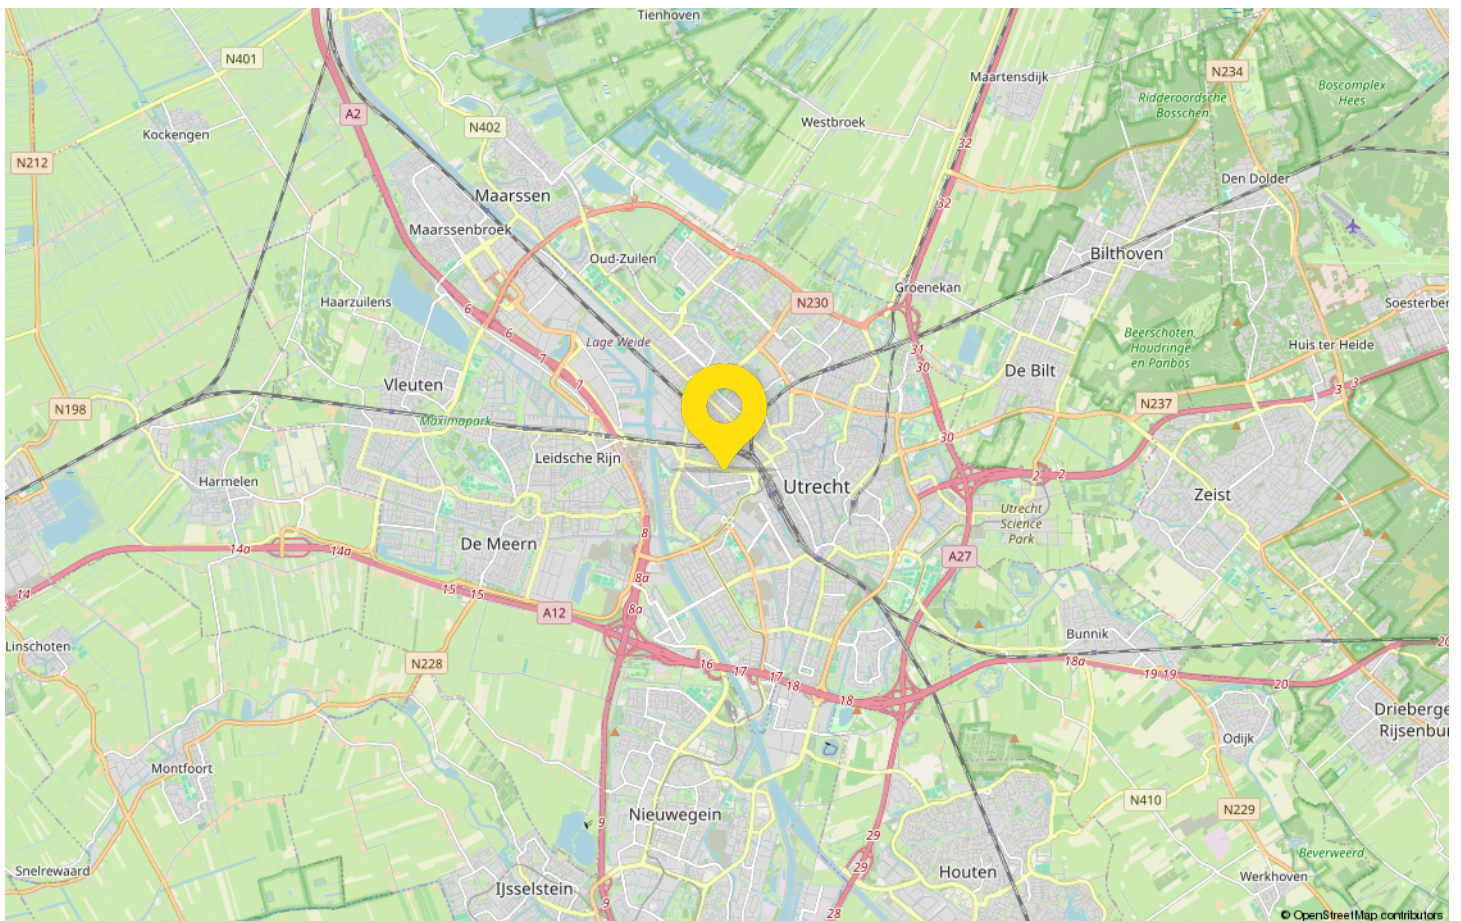 Tienhoven
N401
N234
Maartensdijk
Boscomplex
Hees
Ridderoordsche
Bosschen
A2
N402
Westbroek
Kockengen
32
N212
Den Dolder
Maarssen
32
Maarssenbroek
Bilthoven
Oud-Zuilen
Groenekan
Haarzuilens
N230
Soesterber
6
6
Lage Weide
Beerschoten,
Houdringe
en Panbos
Huis ter Heide
31
7
30
De Bilt
Vleuten
7
3
3
N198
N237
Maximapark
30
Leidsche Rijn
2
2
Harmelen
Utrecht
Zeist
Utrecht
Science
Park
8
De Meern
14a
14a
A27
8a
14
15
15
A12
8a
Bunnik
Linschoten
20
N228
16
17
17
18
18
18a
19
19
20
Drieberge
Rijsenbur
Odijk
Montfoort
N410
N229
Nieuwegein
9
29
Beverweerd
29
Snelrewaard
Houten
Werkhoven
IJsselstein
9
28
© OpenStreetMap contributors